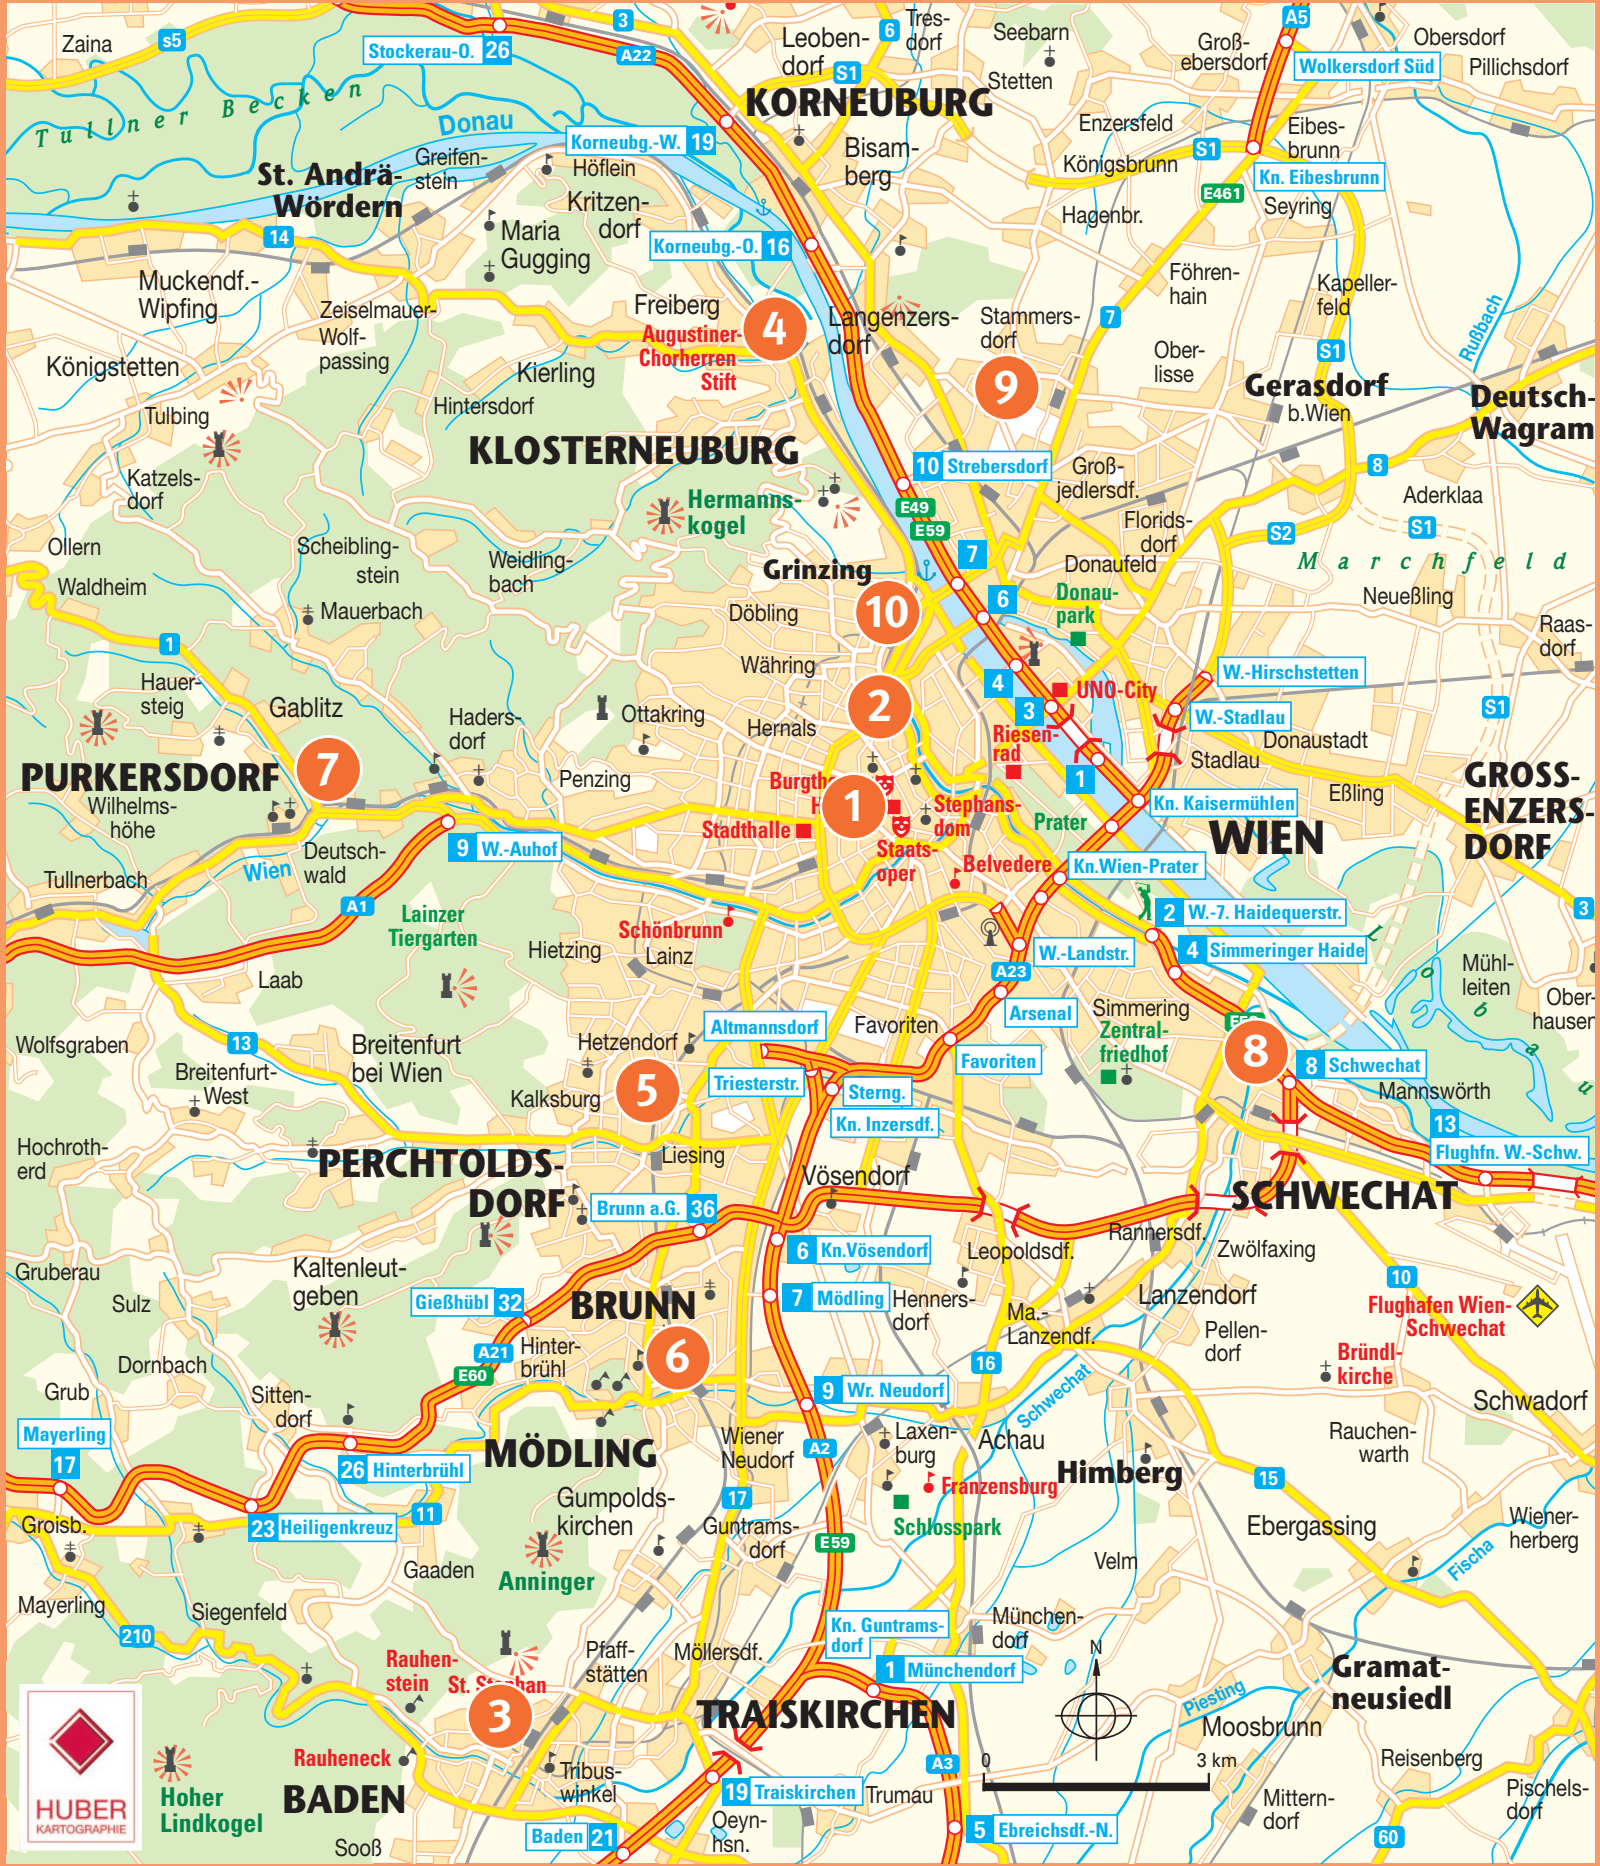 Zaina
s5
Stockerau-O. 26
3
A22
Leoben-
dorf
S1
6
Tres-
dorf
Seebarn
Stetten
Groß-
ebersdorf
A5
Wolkersdorf Süd
Obersdorf
Pillichsdorf
Tullner Becken
Donau
KORNEUBURG
Korneubg.-W. 19
Enzersfeld
Königsbrunn
S1
Eibes-
brunn
Kn. Eibesbrunn
E461
Seyring
Hagenbr.
St. Andrä-
Wördern
Greifen-
stein
Höflein
Kritzen-
dorf
Bisam-
berg
14
Maria
Gugging
Korneubg.-O. 16
Muckendf.-
Wipfing
Zeiselmauer-
Wolf-
passing
Freiberg
Augustiner-
Chorherren
Stift
4
Langenzers-
dorf
Stammers-
dorf
9
Föhren-
hain
7
Kapeller-
feld
S1
Rußbach
Ober-
lisse
Gerasdorf
b.Wien
Deutsch-
Wagram
Königstetten
Tulbing
Kierling
Hintersdorf
KLOSTERNEUBURG
10 Strebersdorf
Groß-
jedlersdf.
8
Aderklaa
S1
Katzels-
dorf
Hermanns-
kogel
E49
E59
Florids-
dorf
S2
Marchfeld
Ollern
Waldheim
Scheibling-
stein
Weidling-
bach
Grinzing
7
Donaufeld
Neueßling
Mauerbach
Döbling
10
6
Donau-
park
Raas-
dorf
1
Hauer-
steig
Gablitz
Haders-
dorf
Ottakring
Währing
Hernals
2
4
3
UNO-City
W.-Hirschstetten
W.-Stadlau
S1
Riesen-
rad
Stadlau
Donaustadt
PURKERSDORF
7
Wilhelms-
höhe
Penzing
Burgth
H
1
1
Eßling
GROSS-
ENZERS-
DORF
Stadthalle
Stephans-
dom
Staats-
oper
Prater
Kn. Kaisermühlen
WIEN
Tullnerbach
Wien
Deutsch-
wald
9 W.-Auhof
Belvedere
Kn.Wien-Prater
A1
Lainzer
Tiergarten
Schönbrunn
Lainz
Hietzing
2 W.-7. Haidequerstr.
4 Simmeringer Haide
3
Lobau
W.-Landstr.
A23
Mühl-
leiten
Ober-
hausen
Laab
Arsenal
Simmering
Zentral-
friedhof
Wolfsgraben
13
Breitenfurt
bei Wien
Breitenfurt-
West
Hetzendorf
Altmannsdorf
Favoriten
Favoriten
8
8 Schwechat
Mannswörth
Kalksburg
5
Triesterstr.
Sterng.
Kn. Inzersdf.
13
Flughfn. W.-Schw.
Hochroth-
erd
PERCHTOLDS-
DORF
Liesing
Vösendorf
SCHWECHAT
Brunn a.G. 36
Rannersdf.
Gruberau
Sulz
Kaltenleut-
geben
6 Kn.Vösendorf
Leopoldsdf.
Zwölfaxing
Gießhübl 32
BRUNN
7 Mödling
Henners-
dorf
Ma.-
Lanzendf.
Lanzendorf
10
Flughafen Wien-
Schwechat
Dornbach
A21
E60
Hinter-
brühl
6
16
Pellen-
dorf
Bründl-
kirche
Grub
Sitten-
dorf
9 Wr. Neudorf
Schwechat
Schwadorf
Mayerling
17
26 Hinterbrühl
MÖDLING
Wiener
Neudorf
A2
Laxen-
burg
Achau
Himberg
Rauchen-
warth
15
Franzensburg
Schlosspark
Groisb.
23 Heiligenkreuz
11
Gumpolds-
kirchen
17
Guntrams-
dorf
E59
Ebergassing
Wiener-
herberg
Fischa
Gaaden
Anninger
Velm
Mayerling
210
Siegenfeld
Kn. Guntrams-
dorf
München-
dorf
N
Rauhen-
stein
St. Stephan
3
Pfaff-
stätten
Möllersdf.
1 Münchendorf
Gramat-
neusiedl
TRAISKIRCHEN
Piesting
Moosbrunn
HUBER
KARTOGRAPHIE
Rauheneck
Hoher
Lindkogel
BADEN
Tribus-
winkel
19 Traiskirchen
Trumau
A3
0 3 km
Reisenberg
Mittern-
dorf
Pischels-
dorf
Sooß
Baden 21
Oeyn-
hsn.
5 Ebreichsdf.-N.
60